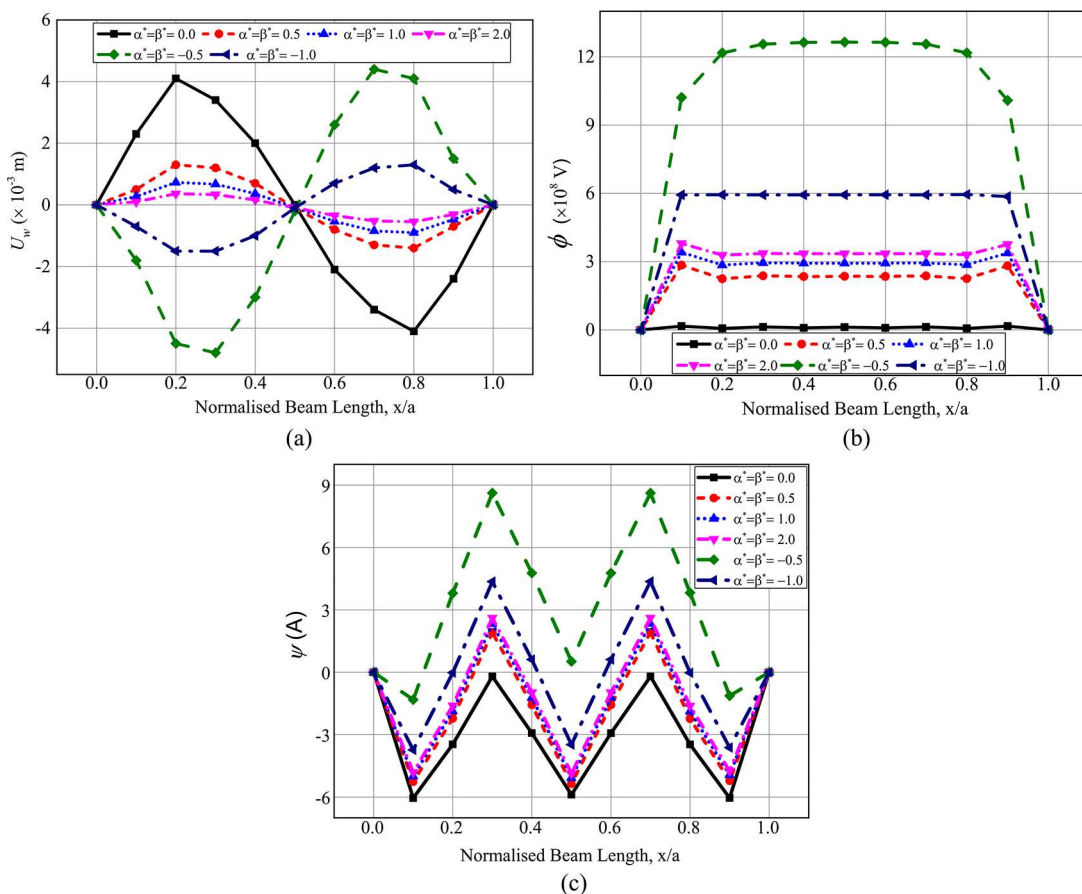 α*=β*= 0.0 α*=β*= 0.5 α*=β*= 1.0 α*=β*= 2.0
α*=β*= −0.5 α*=β*= −1.0
6
4
2
0
-2
-4
U_w (× 10⁻³ m)
0.0 0.2 0.4 0.6 0.8 1.0
Normalised Beam Length, x/a
(a)
12
9
6
3
0
ϕ (×10⁸ V)
α*=β*= 0.0 α*=β*= 0.5 α*=β*= 1.0
α*=β*= 2.0 α*=β*= −0.5 α*=β*= −1.0
0.0 0.2 0.4 0.6 0.8 1.0
Normalised Beam Length, x/a
(b)
α*=β*= 0.0
α*=β*= 0.5
α*=β*= 1.0
α*=β*= 2.0
α*=β*= −0.5
α*=β*= −1.0
9
6
3
0
-3
-6
ψ (A)
0.0 0.2 0.4 0.6 0.8 1.0
Normalised Beam Length, x/a
(c)